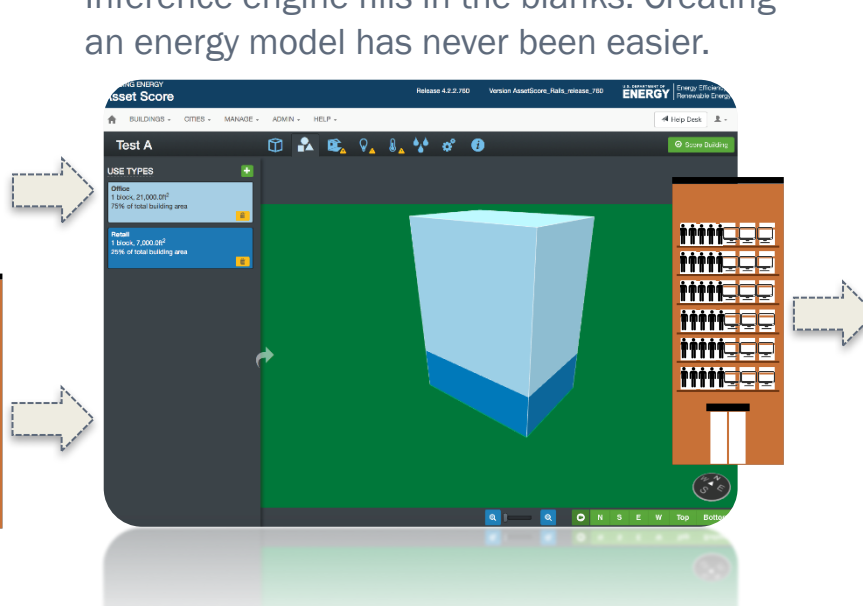 Inference engine fills in the blanks. Creating
an energy model has never been easier.
ENERGY
Asset Score
Release 4.2.2.760
Version AssetScore_Rails_release_760
U.S. DEPARTMENT OF
ENERGY
Energy Efficiency
Renewable Energy
BUILDINGS
CITIES
MANAGE
ADMIN
HELP
Help Desk
Test A
Score Building
USE TYPES
Office
1 block, 21,000.0ft²
75% of total building area
Retail
1 block, 7,000.0ft²
25% of total building area
N
S
E
N S E W Top Bottom